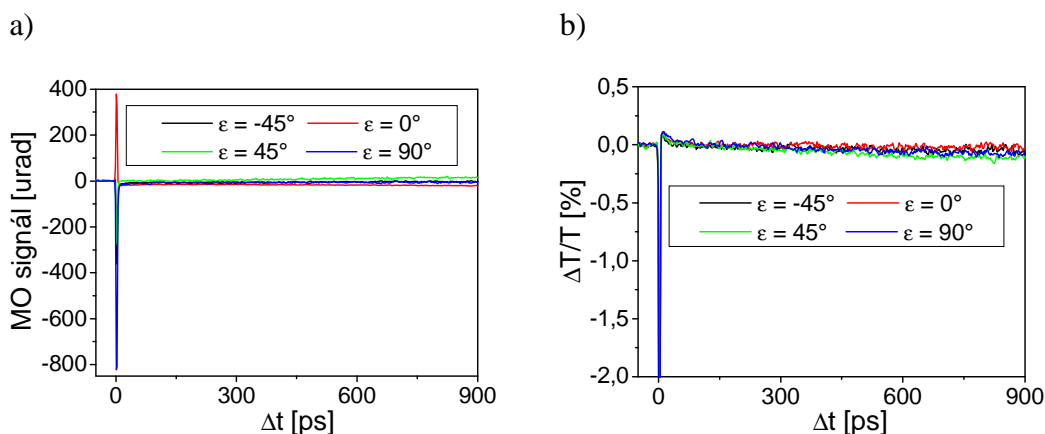 a)
b)
400
200
0
-200
-400
-600
-800
MO signál [urad]
ε = -45° ε = 0°
ε = 45° ε = 90°
0 300 600 900
Δt [ps]
0,5
0,0
-0,5
-1,0
-1,5
-2,0
ΔT/T [%]
ε = -45° ε = 0°
ε = 45° ε = 90°
0 300 600 900
Δt [ps]